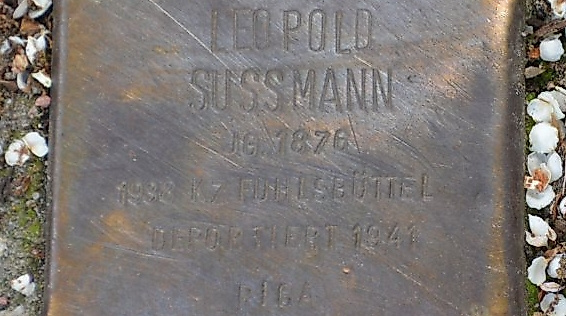 LEOPOLD
SUSSMANN
JG. 1876
KZ FUHLSBÜTTEL
DEPORTIERT 1941
RIGA